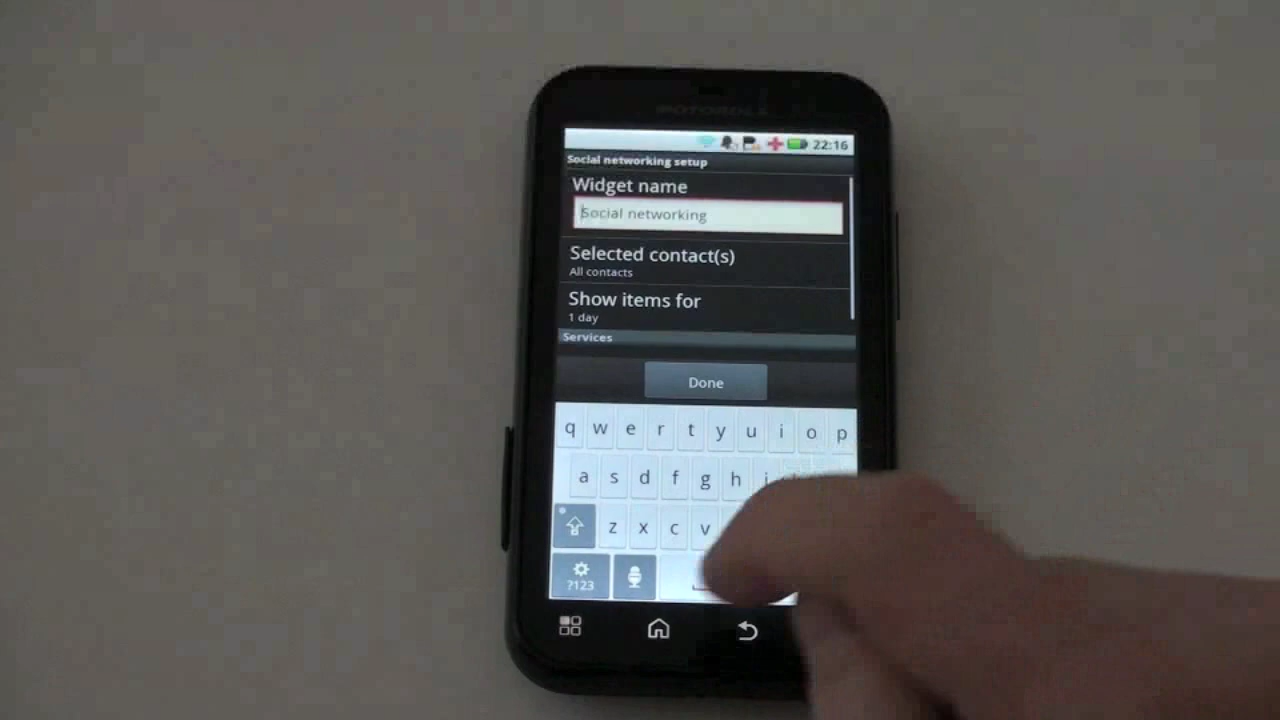 MOTOROLA
22:16
Social networking setup
Widget name
Social networking
Selected contact(s)
All contacts
Show items for
1 day
Services
Done
q w e r t y u i o p
a s d f g h j
z x c v
?123